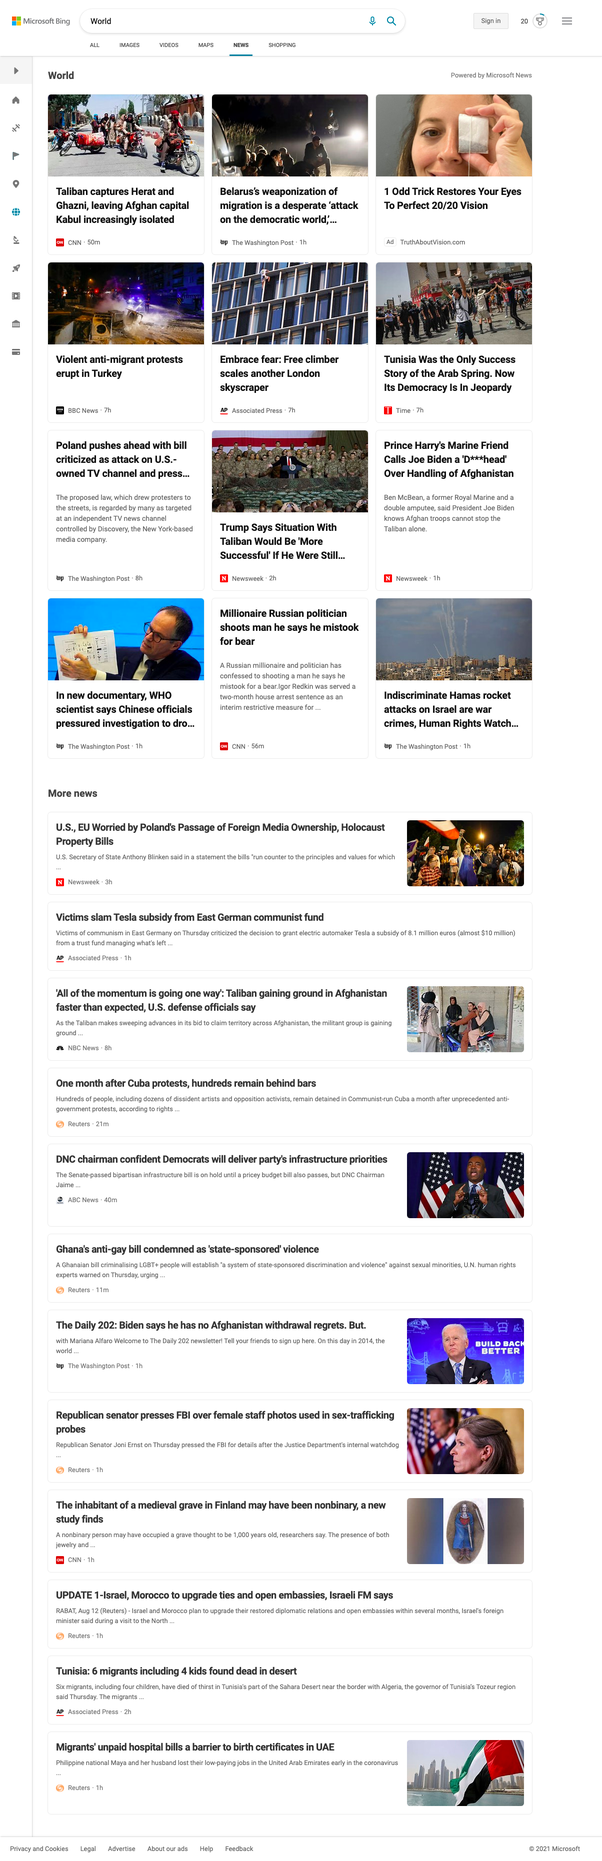 Microsoft Bing
World
Sign in
20
ALL
IMAGES
VIDEOS
MAPS
NEWS
SHOPPING
World
Powered by Microsoft News
Taliban captures Herat and
Ghazni, leaving Afghan capital
Kabul increasingly isolated
CNN · 50m
Belarus's weaponization of
migration is a desperate 'attack
on the democratic world,'...
The Washington Post · 1h
1 Odd Trick Restores Your Eyes
To Perfect 20/20 Vision
Ad TruthAboutVision.com
Violent anti-migrant protests
erupt in Turkey
BBC News · 7h
Embrace fear: Free climber
scales another London
skyscraper
Associated Press · 7h
Tunisia Was the Only Success
Story of the Arab Spring. Now
Its Democracy Is In Jeopardy
Time · 7h
Poland pushes ahead with bill
criticized as attack on U.S.-
owned TV channel and press...
The proposed law, which drew protesters to
the streets, is regarded by many as targeted
at an independent TV news channel
controlled by Discovery, the New York-based
media company.
The Washington Post · 8h
Trump Says Situation With
Taliban Would Be 'More
Successful' If He Were Still...
Newsweek · 2h
Prince Harry's Marine Friend
Calls Joe Biden a 'D***head'
Over Handling of Afghanistan
Ben McBean, a former Royal Marine and a
double amputee, said President Joe Biden
knows Afghan troops cannot stop the
Taliban alone.
Newsweek · 1h
In new documentary, WHO
scientist says Chinese officials
pressured investigation to dro...
The Washington Post · 1h
Millionaire Russian politician
shoots man he says he mistook
for bear
A Russian millionaire and politician has
confessed to shooting a man he says he
mistook for a bear.Igor Redkin was served a
two-month house arrest sentence as an
interim restrictive measure for ...
CNN · 56m
Indiscriminate Hamas rocket
attacks on Israel are war
crimes, Human Rights Watch...
The Washington Post · 1h
More news
U.S., EU Worried by Poland's Passage of Foreign Media Ownership, Holocaust
Property Bills
U.S. Secretary of State Anthony Blinken said in a statement the bills "run counter to the principles and values for which
...
Newsweek · 3h
Victims slam Tesla subsidy from East German communist fund
Victims of communism in East Germany on Thursday criticized the decision to grant electric automaker Tesla a subsidy of 8.1 million euros (almost $10 million)
from a trust fund managing what's left ...
Associated Press · 1h
'All of the momentum is going one way': Taliban gaining ground in Afghanistan
faster than expected, U.S. defense officials say
As the Taliban makes sweeping advances in its bid to claim territory across Afghanistan, the militant group is gaining
ground ...
NBC News · 8h
One month after Cuba protests, hundreds remain behind bars
Hundreds of people, including dozens of dissident artists and opposition activists, remain detained in Communist-run Cuba a month after unprecedented anti-
government protests, according to rights ...
Reuters · 21m
DNC chairman confident Democrats will deliver party's infrastructure priorities
The Senate-passed bipartisan infrastructure bill is on hold until a pricey budget bill also passes, but DNC Chairman
Jaime ...
ABC News · 40m
Ghana's anti-gay bill condemned as 'state-sponsored' violence
A Ghanaian bill criminalising LGBT+ people will establish "a system of state-sponsored discrimination and violence" against sexual minorities, U.N. human rights
experts warned on Thursday, urging ...
Reuters · 11m
The Daily 202: Biden says he has no Afghanistan withdrawal regrets. But.
with Mariana Alfaro Welcome to The Daily 202 newsletter! Tell your friends to sign up here. On this day in 2014, the
world ...
The Washington Post · 1h
BUILD BACK
BETTER
Republican senator presses FBI over female staff photos used in sex-trafficking
probes
Republican Senator Joni Ernst on Thursday pressed the FBI for details after the Justice Department's internal watchdog
...
Reuters · 1h
The inhabitant of a medieval grave in Finland may have been nonbinary, a new
study finds
A nonbinary person may have occupied a grave thought to be 1,000 years old, researchers say. The presence of both
jewelry and ...
CNN · 1h
UPDATE 1-Israel, Morocco to upgrade ties and open embassies, Israeli FM says
RABAT, Aug 12 (Reuters) - Israel and Morocco plan to upgrade their restored diplomatic relations and open embassies within several months, Israel's foreign
minister said during a visit to the North ...
Reuters · 1h
Tunisia: 6 migrants including 4 kids found dead in desert
Six migrants, including four children, have died of thirst in Tunisia's part of the Sahara Desert near the border with Algeria, the governor of Tunisia's Tozeur region
said Thursday. The migrants ...
Associated Press · 2h
Migrants' unpaid hospital bills a barrier to birth certificates in UAE
Philippine national Maya and her husband lost their low-paying jobs in the United Arab Emirates early in the coronavirus
...
Reuters · 1h
Privacy and Cookies
Legal
Advertise
About our ads
Help
Feedback
© 2021 Microsoft